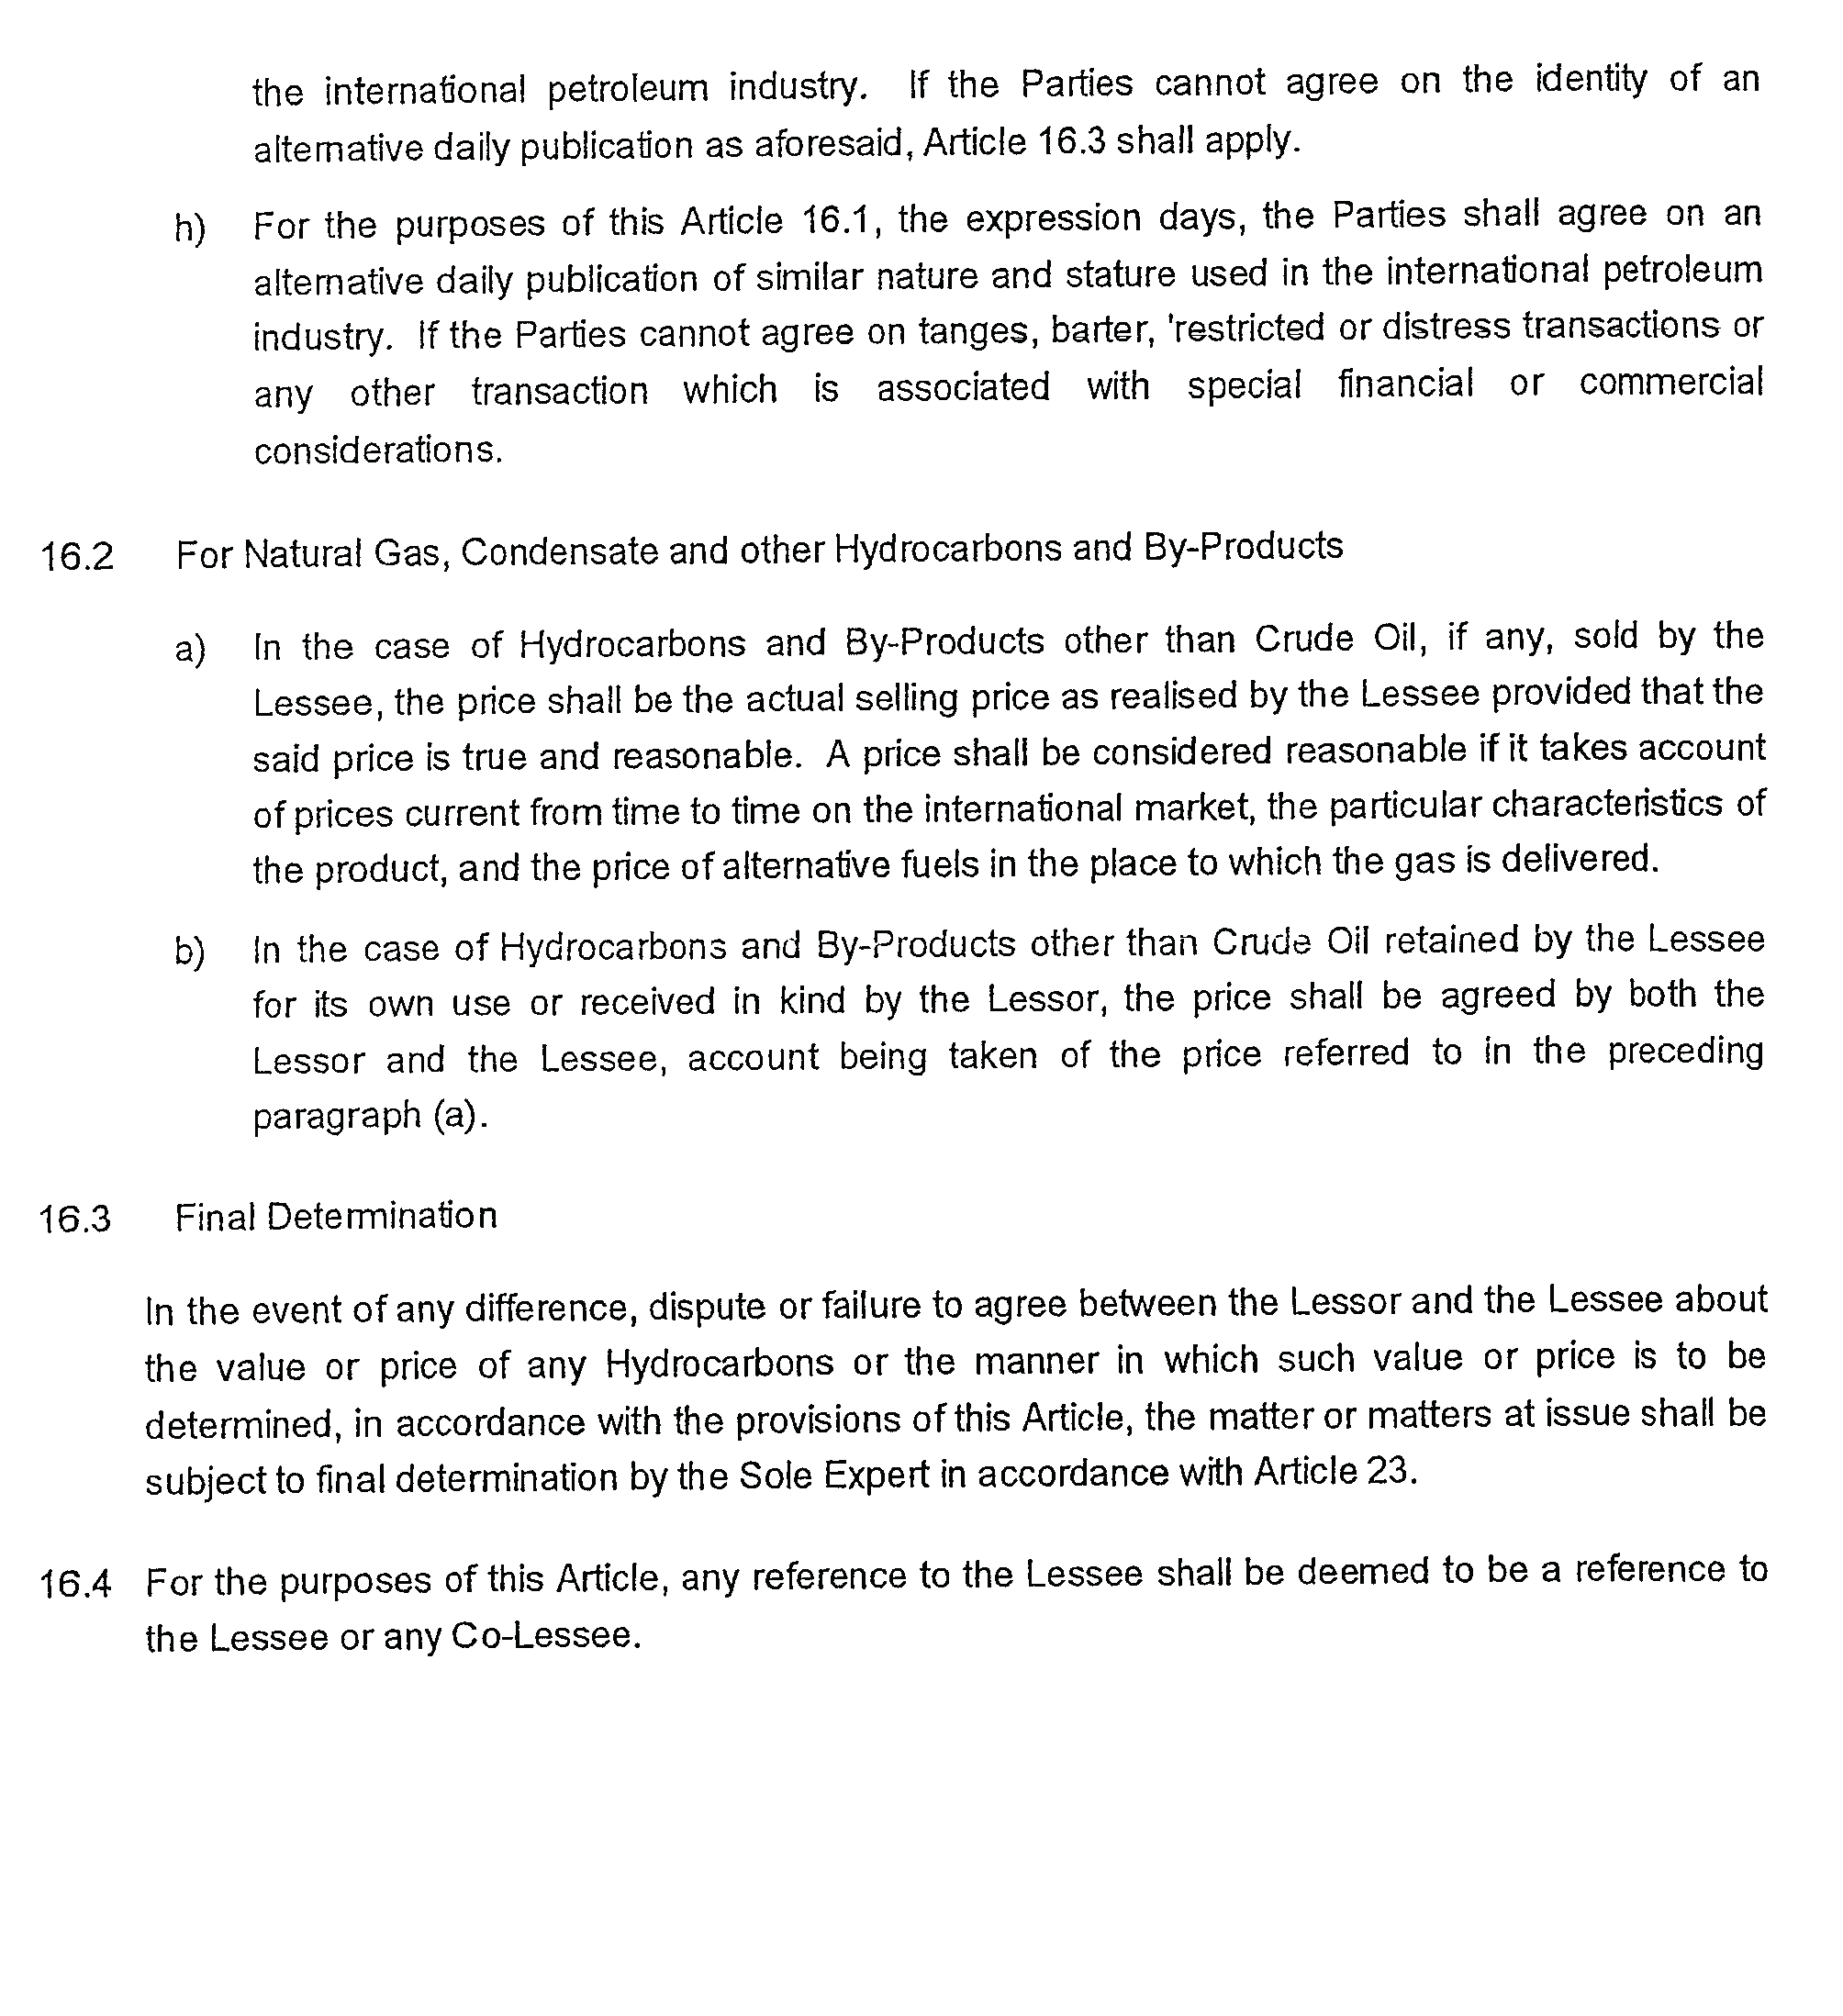 the international petroleum industry. If the Parties cannot agree on the identity of an
alternative daily publication as aforesaid, Article 16.3 shall apply.
h) For the purposes of this Article 16.1, the expression days, the Parties shall agree on an
alternative daily publication of similar nature and stature used in the international petroleum
industry. If the Parties cannot agree on tanges, barter, 'restricted or distress transactions or
any other transaction which is associated with special financial or commercial
considerations.
16.2 For Natural Gas, Condensate and other Hydrocarbons and By-Products
a) In the case of Hydrocarbons and By-Products other than Crude Oil, if any, sold by the
Lessee, the price shall be the actual selling price as realised by the Lessee provided that the
said price is true and reasonable. A price shall be considered reasonable if it takes account
of prices current from time to time on the international market, the particular characteristics of
the product, and the price of alternative fuels in the place to which the gas is delivered.
b) In the case of Hydrocarbons and By-Products other than Crude Oil retained by the Lessee
for its own use or received in kind by the Lessor, the price shall be agreed by both the
Lessor and the Lessee, account being taken of the price referred to in the preceding
paragraph (a).
16.3 Final Determination
In the event of any difference, dispute or failure to agree between the Lessor and the Lessee about
the value or price of any Hydrocarbons or the manner in which such value or price is to be
determined, in accordance with the provisions of this Article, the matter or matters at issue shall be
subject to final determination by the Sole Expert in accordance with Article 23.
16.4 For the purposes of this Article, any reference to the Lessee shall be deemed to be a reference to
the Lessee or any Co-Lessee.